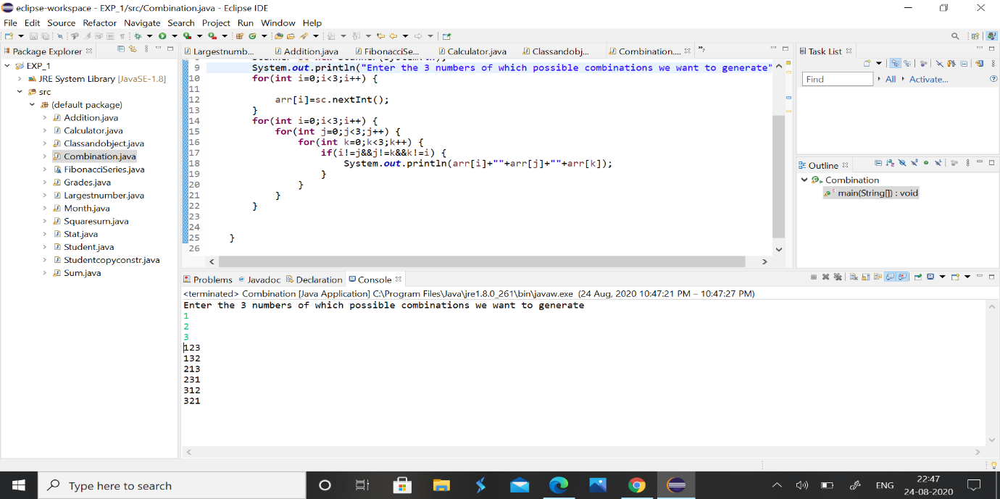 eclipse-workspace - EXP_1/src/Combination.java - Eclipse IDE
File Edit Source Refactor Navigate Search Project Run Window Help
Package Explorer
EXP_1
JRE System Library [JavaSE-1.8]
src
(default package)
Addition.java
Calculator.java
Classandobject.java
Combination.java
FibonacciSeries.java
Grades.java
Largestnumber.java
Month.java
Squaresum.java
Stat.java
Student.java
Studentcopyconstr.java
Sum.java
Largestnumb... Addition.java FibonacciSe... Calculator.java Classandobj... Combination....
9 System.out.println("Enter the 3 numbers of which possible combinations we want to generate"
10 for(int i=0;i<3;i++) {
11
12 arr[i]=sc.nextInt();
13 }
14 for(int i=0;i<3;i++) {
15 for(int j=0;j<3;j++) {
16 for(int k=0;k<3;k++) {
17 if(i!=j&&j!=k&&k!=i) {
18 System.out.println(arr[i]+""+arr[j]+""+arr[k]);
19 }
20 }
21 }
22 }
23
24
25 }
26
Task List
Find All Activate...
Outline
Combination
main(String[]) : void
Problems Javadoc Declaration Console
<terminated> Combination [Java Application] C:\Program Files\Java\jre1.8.0_261\bin\javaw.exe (24 Aug, 2020 10:47:21 PM – 10:47:27 PM)
Enter the 3 numbers of which possible combinations we want to generate
1
2
3
123
132
213
231
312
321
Type here to search
ENG
22:47
24-08-2020